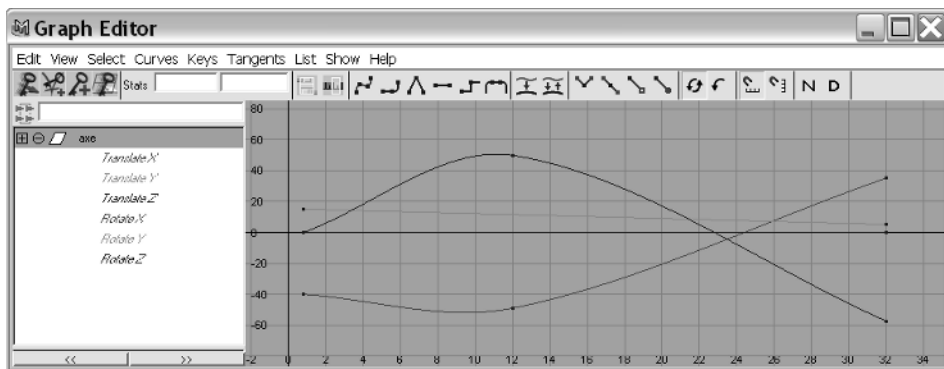 Graph Editor
Edit View Select Curves Keys Tangents List Show Help
Stats
N D
axe
Translate X
Translate Y
Translate Z
Rotate X
Rotate Y
Rotate Z
<< >>
80
60
40
20
0
-20
-40
-60
-2 0 2 4 6 8 10 12 14 16 18 20 22 24 26 28 30 32 34